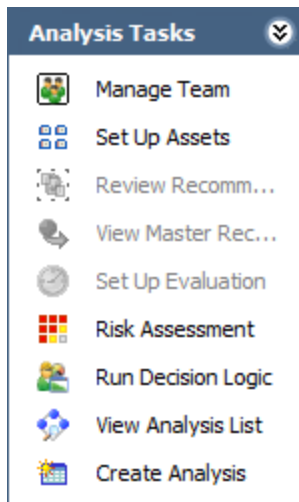 Analysis Tasks
Manage Team
Set Up Assets
Review Recomm...
View Master Rec...
Set Up Evaluation
Risk Assessment
Run Decision Logic
View Analysis List
Create Analysis